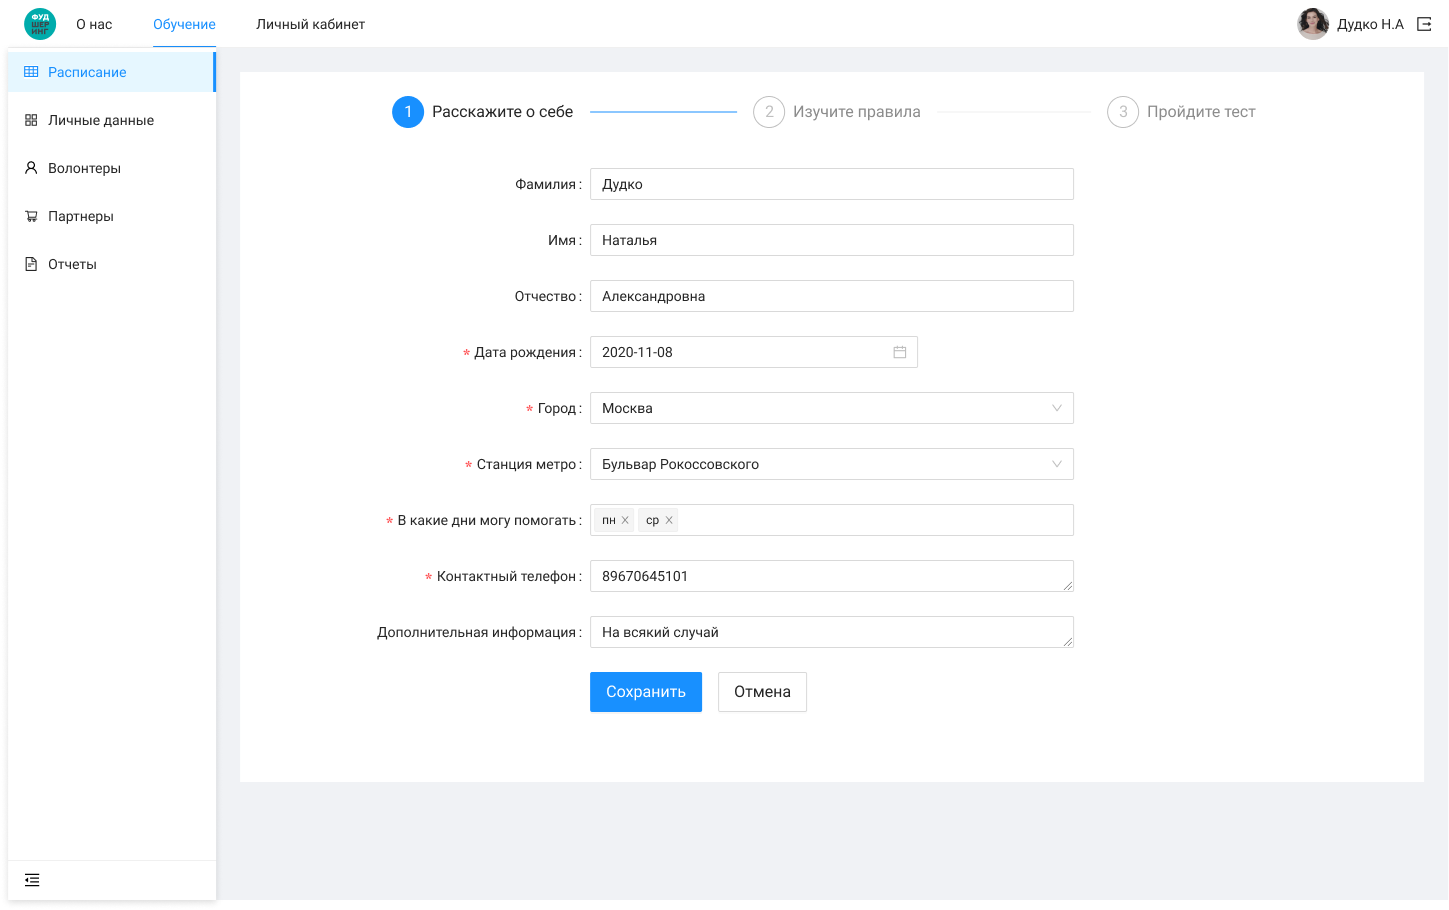 ФУД
ШЕР
ИНГ
О нас
Обучение
Личный кабинет
Дудко Н.А
Расписание
Личные данные
Волонтеры
Партнеры
Отчеты
1 Расскажите о себе
2 Изучите правила
3 Пройдите тест
Фамилия : Дудко
Имя : Наталья
Отчество : Александровна
* Дата рождения : 2020-11-08
* Город : Москва
* Станция метро : Бульвар Рокоссовского
* В какие дни могу помогать : пн ср
* Контактный телефон : 89670645101
Дополнительная информация : На всякий случай
Сохранить
Отмена